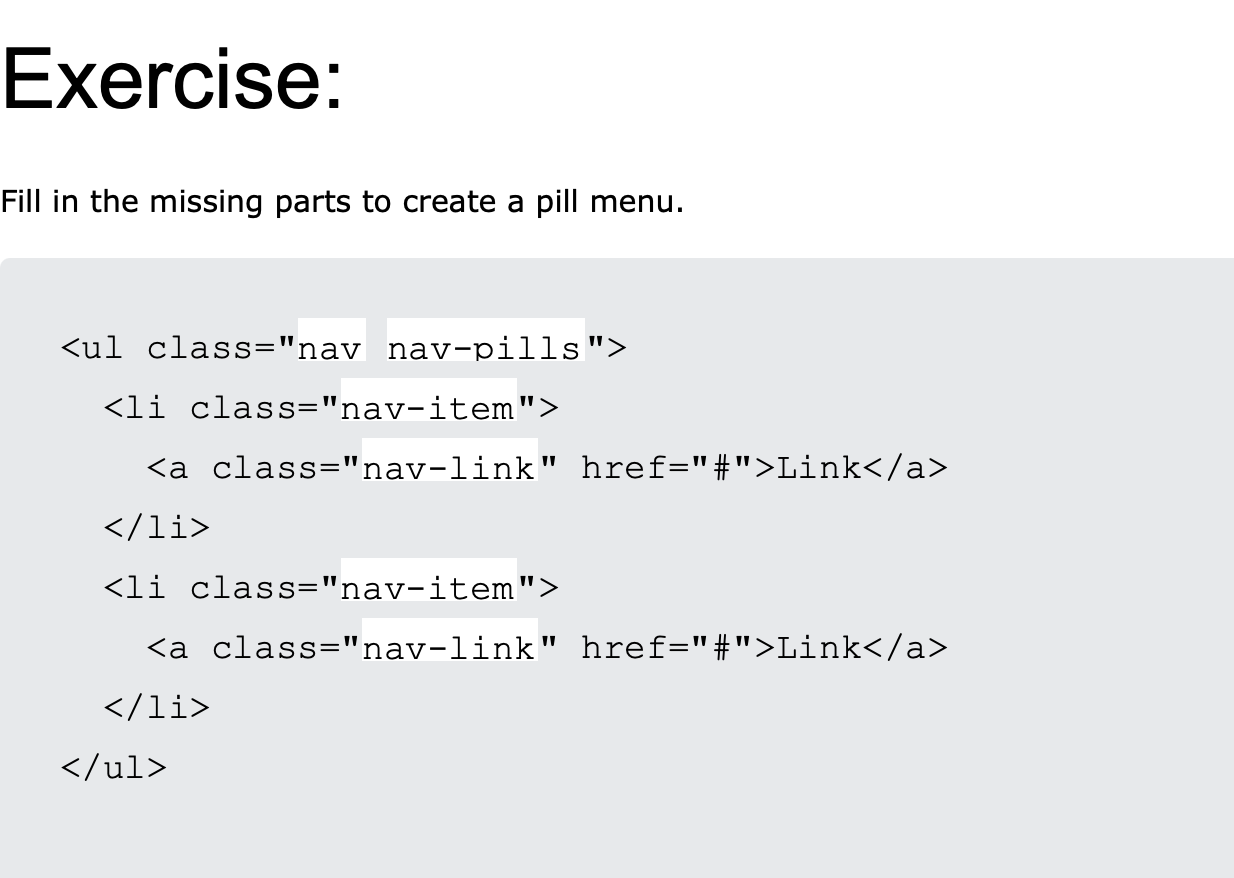 Exercise:
Fill in the missing parts to create a pill menu.
<ul class="nav nav-pills">
<li class="nav-item">
<a class="nav-link" href="#">Link</a>
</li>
<li class="nav-item">
<a class="nav-link" href="#">Link</a>
</li>
</ul>